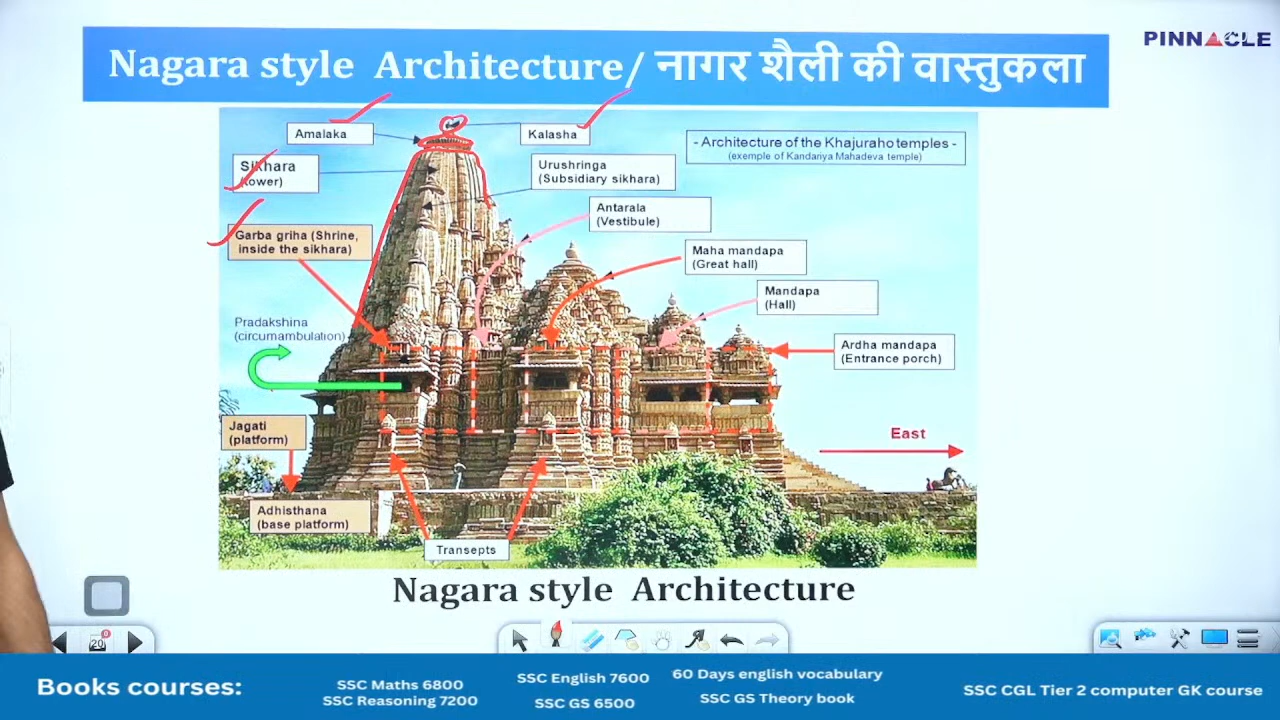 Nagara style Architecture/ नागर शैली की वास्तुकला
PINNACLE
Amalaka
Kalasha
- Architecture of the Khajuraho temples -
(exemple of Kandariya Mahadeva temple)
Sikhara
(tower)
Urushringa
(Subsidiary sikhara)
Antarala
(Vestibule)
Garba griha (Shrine,
inside the sikhara)
Maha mandapa
(Great hall)
Mandapa
(Hall)
Pradakshina
(circumambulation)
Ardha mandapa
(Entrance porch)
Jagati
(platform)
East
Adhisthana
(base platform)
Transepts
Nagara style Architecture
20
Books courses:
SSC Maths 6800
SSC Reasoning 7200
SSC English 7600
SSC GS 6500
60 Days english vocabulary
SSC GS Theory book
SSC CGL Tier 2 computer GK course